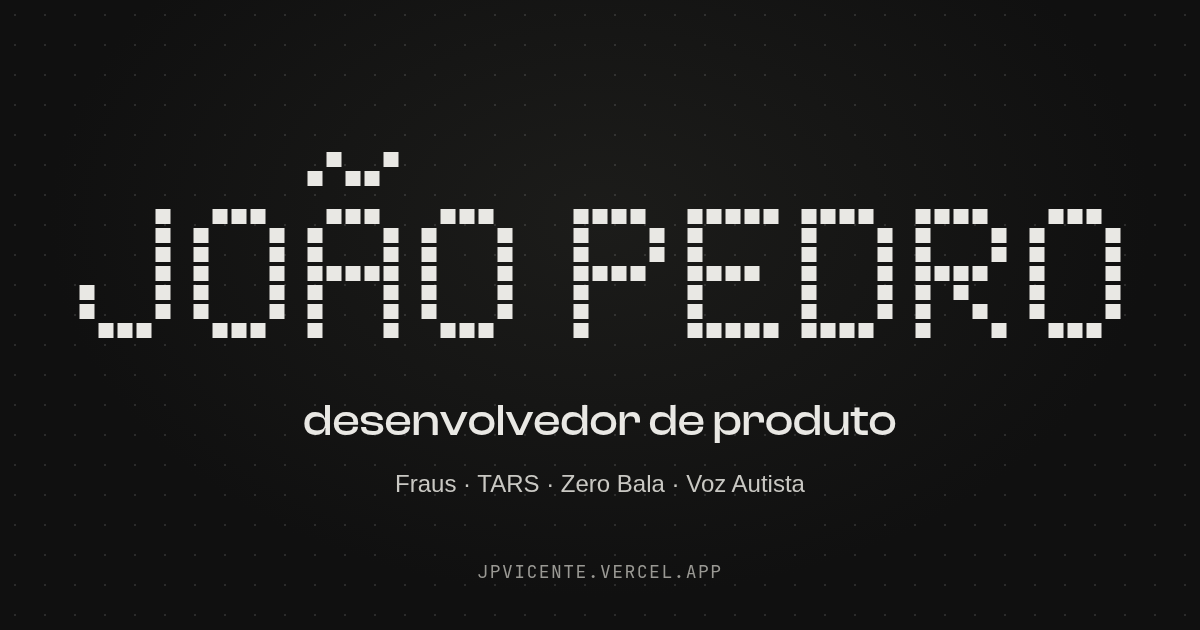 JOÃO PEDRO
desenvolvedor de produto
Fraus · TARS · Zero Bala · Voz Autista
JPVICENTE.VERCEL.APP